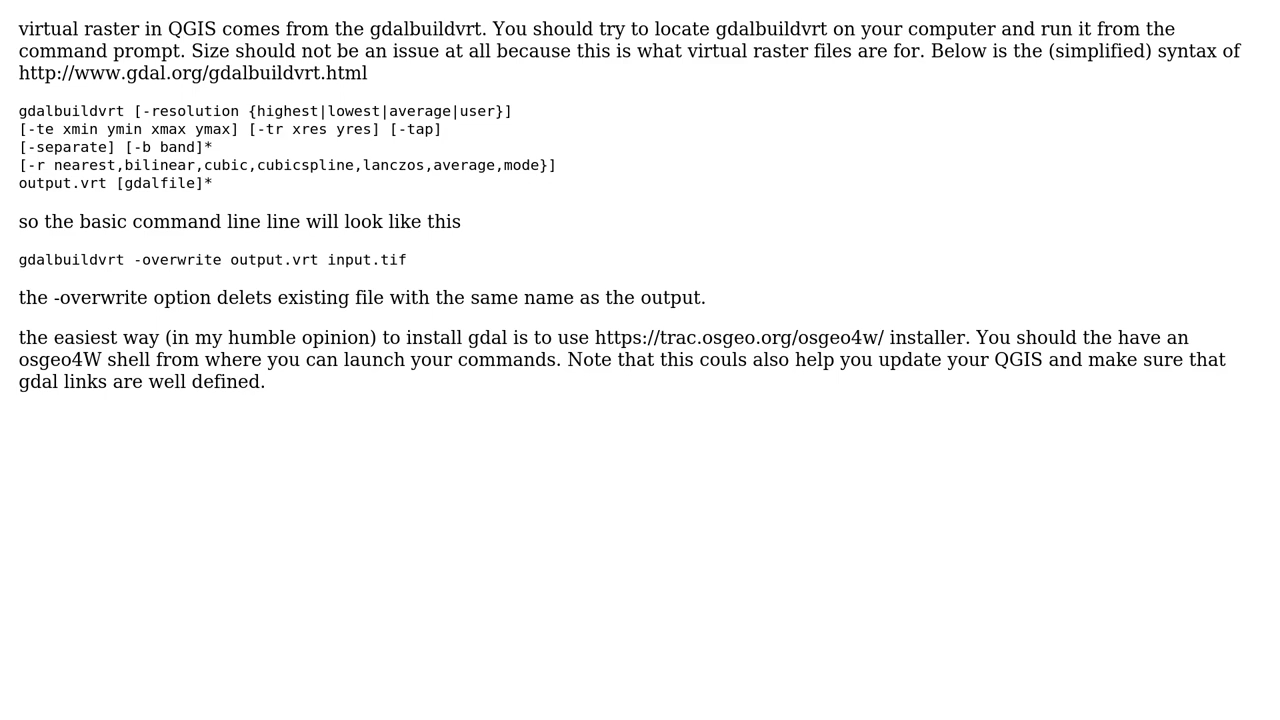 virtual raster in QGIS comes from the gdalbuildvrt. You should try to locate gdalbuildvrt on your computer and run it from the
command prompt. Size should not be an issue at all because this is what virtual raster files are for. Below is the (simplified) syntax of
http://www.gdal.org/gdalbuildvrt.html
gdalbuildvrt [-resolution {highest|lowest|average|user}]
[-te xmin ymin xmax ymax] [-tr xres yres] [-tap]
[-separate] [-b band]*
[-r nearest,bilinear,cubic,cubicspline,lanczos,average,mode}]
output.vrt [gdalfile]*
so the basic command line line will look like this
gdalbuildvrt -overwrite output.vrt input.tif
the -overwrite option delets existing file with the same name as the output.
the easiest way (in my humble opinion) to install gdal is to use https://trac.osgeo.org/osgeo4w/ installer. You should the have an
osgeo4W shell from where you can launch your commands. Note that this couls also help you update your QGIS and make sure that
gdal links are well defined.